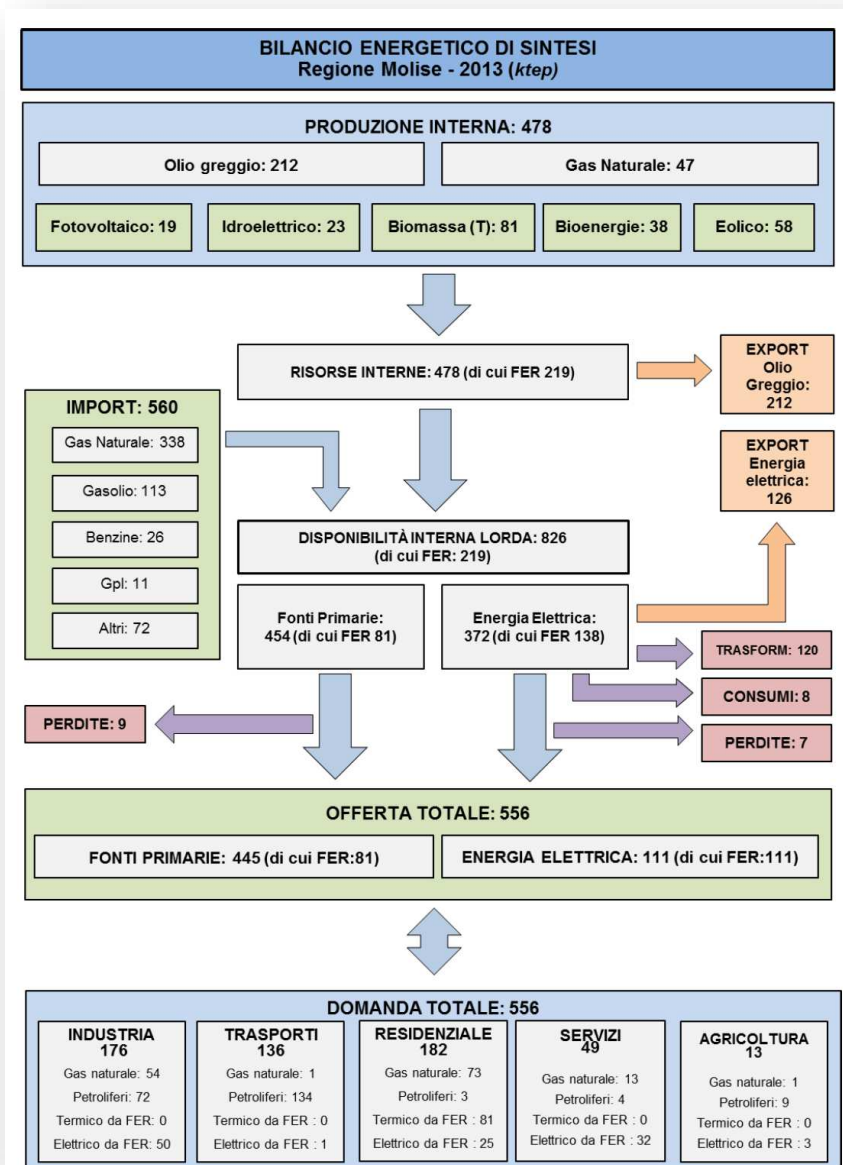 BILANCIO ENERGETICO DI SINTESI
Regione Molise - 2013 (ktep)
PRODUZIONE INTERNA: 478
Olio greggio: 212
Gas Naturale: 47
Fotovoltaico: 19
Idroelettrico: 23
Biomassa (T): 81
Bioenergie: 38
Eolico: 58
RISORSE INTERNE: 478 (di cui FER 219)
EXPORT
Olio
Greggio:
212
IMPORT: 560
Gas Naturale: 338
Gasolio: 113
Benzine: 26
Gpl: 11
Altri: 72
EXPORT
Energia
elettrica:
126
DISPONIBILITÀ INTERNA LORDA: 826
(di cui FER: 219)
Fonti Primarie:
454 (di cui FER 81)
Energia Elettrica:
372 (di cui FER 138)
TRASFORM: 120
CONSUMI: 8
PERDITE: 9
PERDITE: 7
OFFERTA TOTALE: 556
FONTI PRIMARIE: 445 (di cui FER:81)
ENERGIA ELETTRICA: 111 (di cui FER:111)
DOMANDA TOTALE: 556
INDUSTRIA
176
Gas naturale: 54
Petroliferi: 72
Termico da FER: 0
Elettrico da FER: 50
TRASPORTI
136
Gas naturale: 1
Petroliferi: 134
Termico da FER : 0
Elettrico da FER : 1
RESIDENZIALE
182
Gas naturale: 73
Petroliferi: 3
Termico da FER : 81
Elettrico da FER : 25
SERVIZI
49
Gas naturale: 13
Petroliferi: 4
Termico da FER : 0
Elettrico da FER : 32
AGRICOLTURA
13
Gas naturale: 1
Petroliferi: 9
Termico da FER : 0
Elettrico da FER : 3